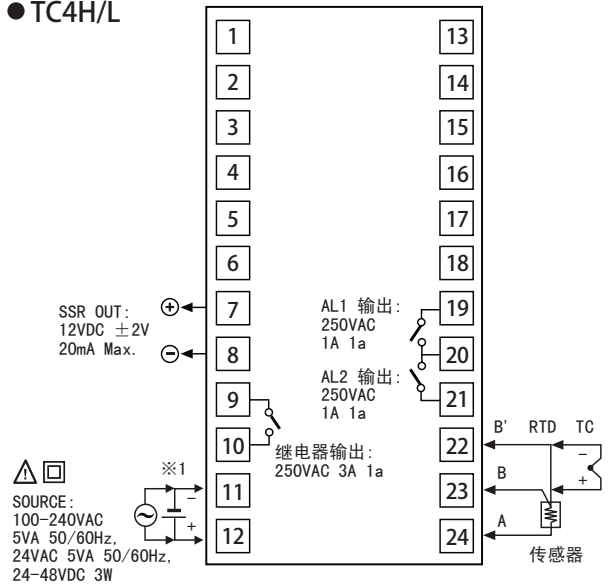 ● TC4H/L
1
13
2
14
3
15
4
16
5
17
6
18
SSR OUT:
12VDC ±2V
20mA Max.
+
7
−
8
AL1 输出:
250VAC
1A 1a
19
20
AL2 输出:
250VAC
1A 1a
21
9
10
继电器输出:
250VAC 3A 1a
22
B' RTD TC
−
+
B
23
A
24
传感器
※1
−
+
11
12
SOURCE:
100-240VAC
5VA 50/60Hz,
24VAC 5VA 50/60Hz,
24-48VDC 3W